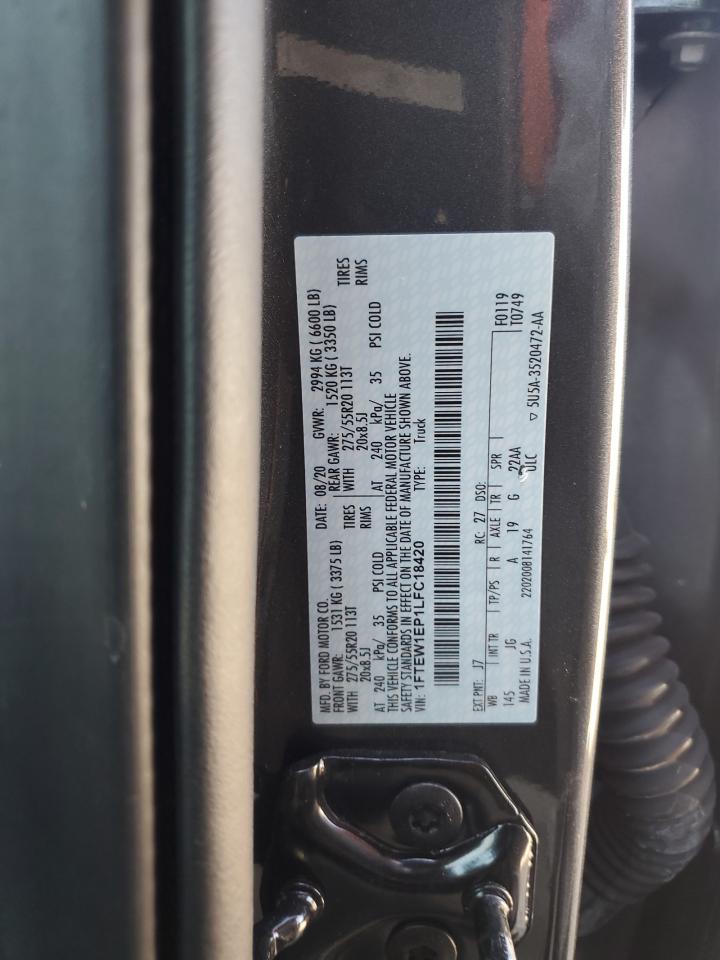 MFD. BY FORD MOTOR CO. DATE: 08/20 GVWR: 2994 KG ( 6600 LB)
FRONT GAWR: 1531 KG ( 3375 LB) REAR GAWR: 1520 KG ( 3350 LB)
WITH 275/55R20 113T TIRES WITH 275/55R20 113T TIRES
20x8.5J RIMS 20x8.5J RIMS
AT 240 kPa/ 35 PSI COLD AT 240 kPa/ 35 PSI COLD
THIS VEHICLE CONFORMS TO ALL APPLICABLE FEDERAL MOTOR VEHICLE
SAFETY STANDARDS IN EFFECT ON THE DATE OF MANUFACTURE SHOWN ABOVE.
VIN: 1FTEW1EP1LFC18420 TYPE: Truck
EXT PNT: J7 RC: 27 DSO: F0119
T0749
WB INT TR TP/PS R AXLE TR SPR
145 JG A 19 G 22AA
MADE IN U.S.A. 2202008141764 ULC ▽ 5U5A-3520472-AA